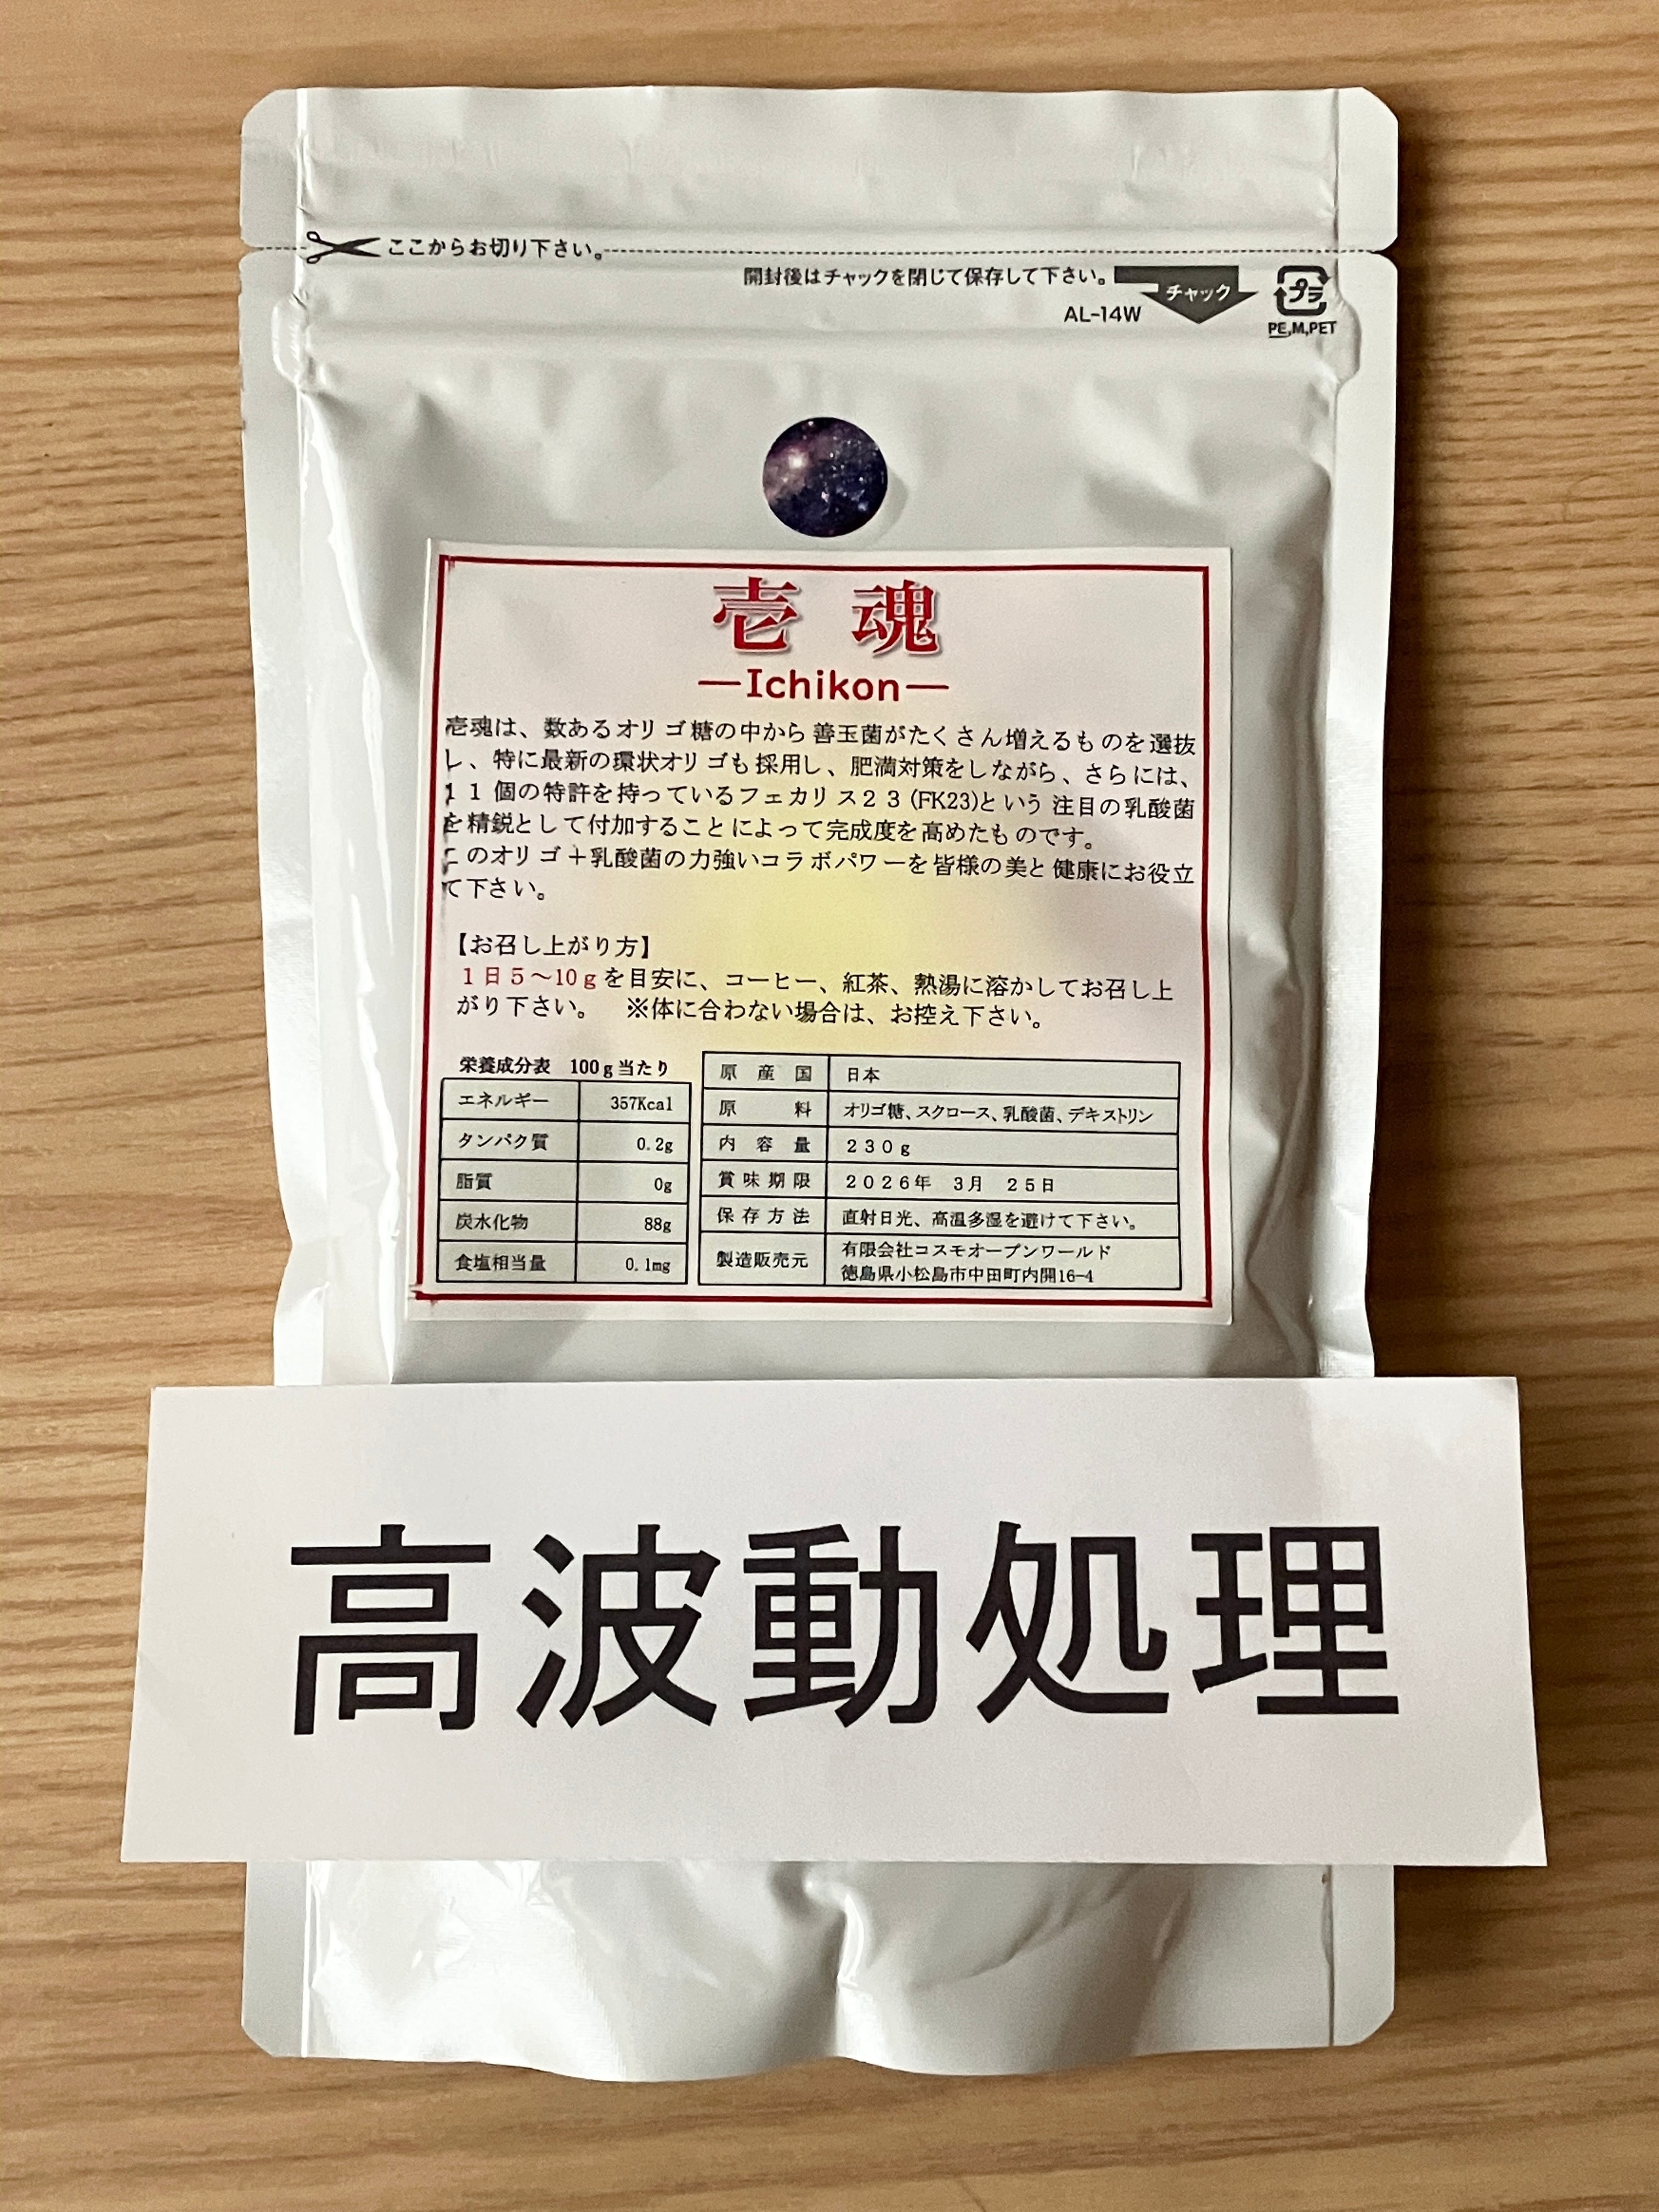 ここからお切り下さい。
開封後はチャックを閉じて保存して下さい。
チャック
プラ
AL-14W
PE,M,PET
壱魂
―Ichikon―
壱魂は、数あるオリゴ糖の中から善玉菌がたくさん増えるものを選抜
し、特に最新の環状オリゴも採用し、肥満対策をしながら、さらには、
11個の特許を持っているフェカリス23(FK23)という注目の乳酸菌
を精鋭として付加することによって完成度を高めたものです。
このオリゴ+乳酸菌の力強いコラボパワーを皆様の美と健康にお役立
て下さい。
【お召し上がり方】
1日5~10gを目安に、コーヒー、紅茶、熱湯に溶かしてお召し上
がり下さい。 ※体に合わない場合は、お控え下さい。
栄養成分表 100g当たり
エネルギー 357Kcal
タンパク質 0.2g
脂質 0g
炭水化物 88g
食塩相当量 0.1mg
原産国 日本
原料 オリゴ糖、スクロース、乳酸菌、デキストリン
内容量 230g
賞味期限 2026年 3月 25日
保存方法 直射日光、高温多湿を避けて下さい。
製造販売元 有限会社コスモオープンワールド
徳島県小松島市中田町内開16-4
高波動処理